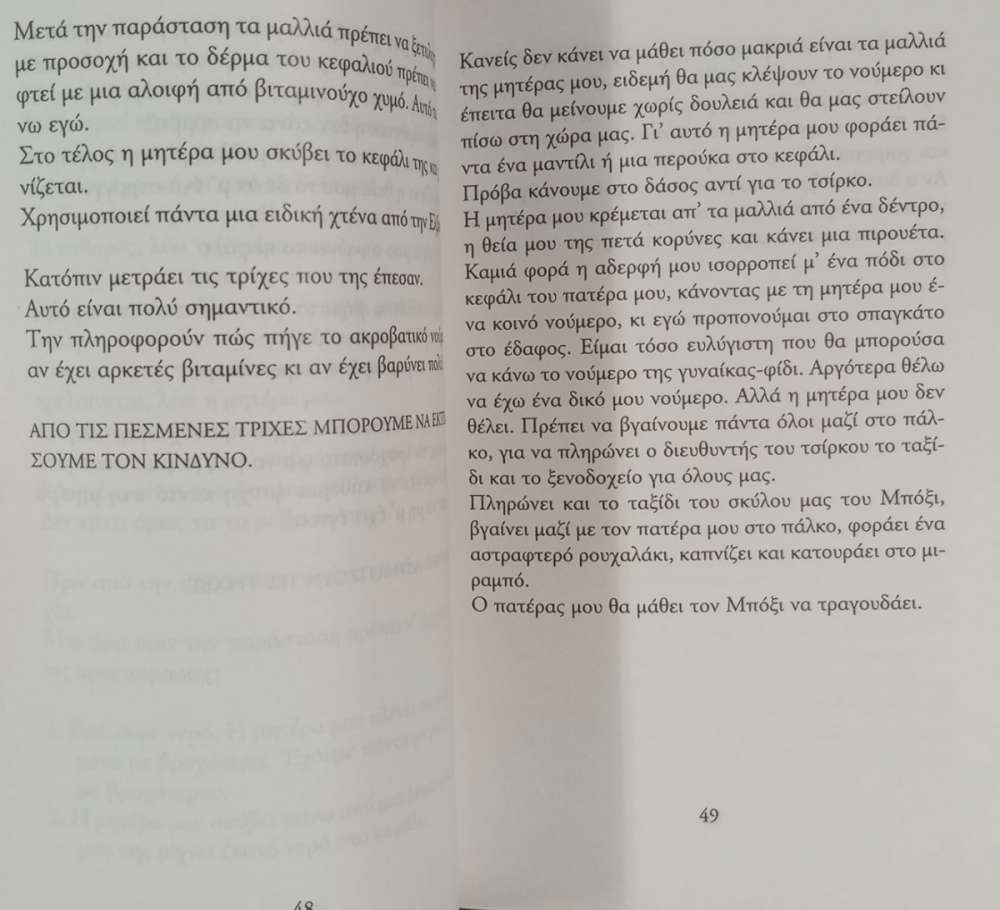 Μετά την παράσταση τα μαλλιά πρέπει να
με προσοχή και το δέρμα του κεφαλιού πρέπει
φτεί με μια αλοιφή από βιταμινούχο χυμό. Αυτό
νω εγώ.
Στο τέλος η μητέρα μου σκύβει το κεφάλι της
νίζεται.
Χρησιμοποιεί πάντα μια ειδική χτένα από την
Κατόπιν μετράει τις τρίχες που της έπεσαν.
Αυτό είναι πολύ σημαντικό.
Την πληροφορούν πώς πήγε το ακροβατικό
αν έχει αρκετές βιταμίνες κι αν έχει βαρύνει
ΑΠΟ ΤΙΣ ΠΕΣΜΕΝΕΣ ΤΡΙΧΕΣ ΜΠΟΡΟΥΜΕ ΝΑ
ΣΟΥΜΕ ΤΟΝ ΚΙΝΔΥΝΟ.
48
Κανείς δεν κάνει να μάθει πόσο μακριά είναι τα μαλλιά
της μητέρας μου, ειδεμή θα μας κλέψουν το νούμερο κι
έπειτα θα μείνουμε χωρίς δουλειά και θα μας στείλουν
πίσω στη χώρα μας. Γι' αυτό η μητέρα μου φοράει πά-
ντα ένα μαντίλι ή μια περούκα στο κεφάλι.
Πρόβα κάνουμε στο δάσος αντί για το τσίρκο.
Η μητέρα μου κρέμεται απ' τα μαλλιά από ένα δέντρο,
η θεία μου της πετά κορύνες και κάνει μια πιρουέτα.
Καμιά φορά η αδερφή μου ισορροπεί μ' ένα πόδι στο
κεφάλι του πατέρα μου, κάνοντας με τη μητέρα μου έ-
να κοινό νούμερο, κι εγώ προπονούμαι στο σπαγκάτο
στο έδαφος. Είμαι τόσο ευλύγιστη που θα μπορούσα
να κάνω το νούμερο της γυναίκας-φίδι. Αργότερα θέλω
να έχω ένα δικό μου νούμερο. Αλλά η μητέρα μου δεν
θέλει. Πρέπει να βγαίνουμε πάντα όλοι μαζί στο πάλ-
κο, για να πληρώνει ο διευθυντής του τσίρκου το ταξί-
δι και το ξενοδοχείο για όλους μας.
Πληρώνει και το ταξίδι του σκύλου μας του Μπόξι,
βγαίνει μαζί με τον πατέρα μου στο πάλκο, φοράει ένα
αστραφτερό ρουχαλάκι, καπνίζει και κατουράει στο μι-
ραμπό.
Ο πατέρας μου θα μάθει τον Μπόξι να τραγουδάει.
49